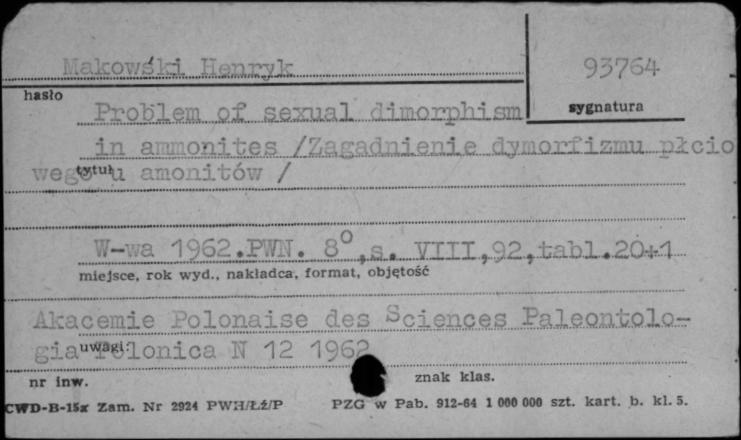 Makowski Henryk
93764
hasło
sygnatura
Problem of sexual dimorphism
in ammonites /Zagadnienie dymorfizmu płcio
wego u amonitów /
tytuł
W-wa 1962.PWN. 8°,s. VIII,92,tabl.20+1
miejsce, rok wyd., nakładca, format, objętość
Akacemie Polonaise des Sciences Paleontolo-
gia Polonica N 12 1962
uwagi:
nr inw.
znak klas.
CWD-B-15x Zam. Nr 2924 PWH/Łź/P
PZG w Pab. 912-64 1 000 000 szt. kart. b. kl. 5.